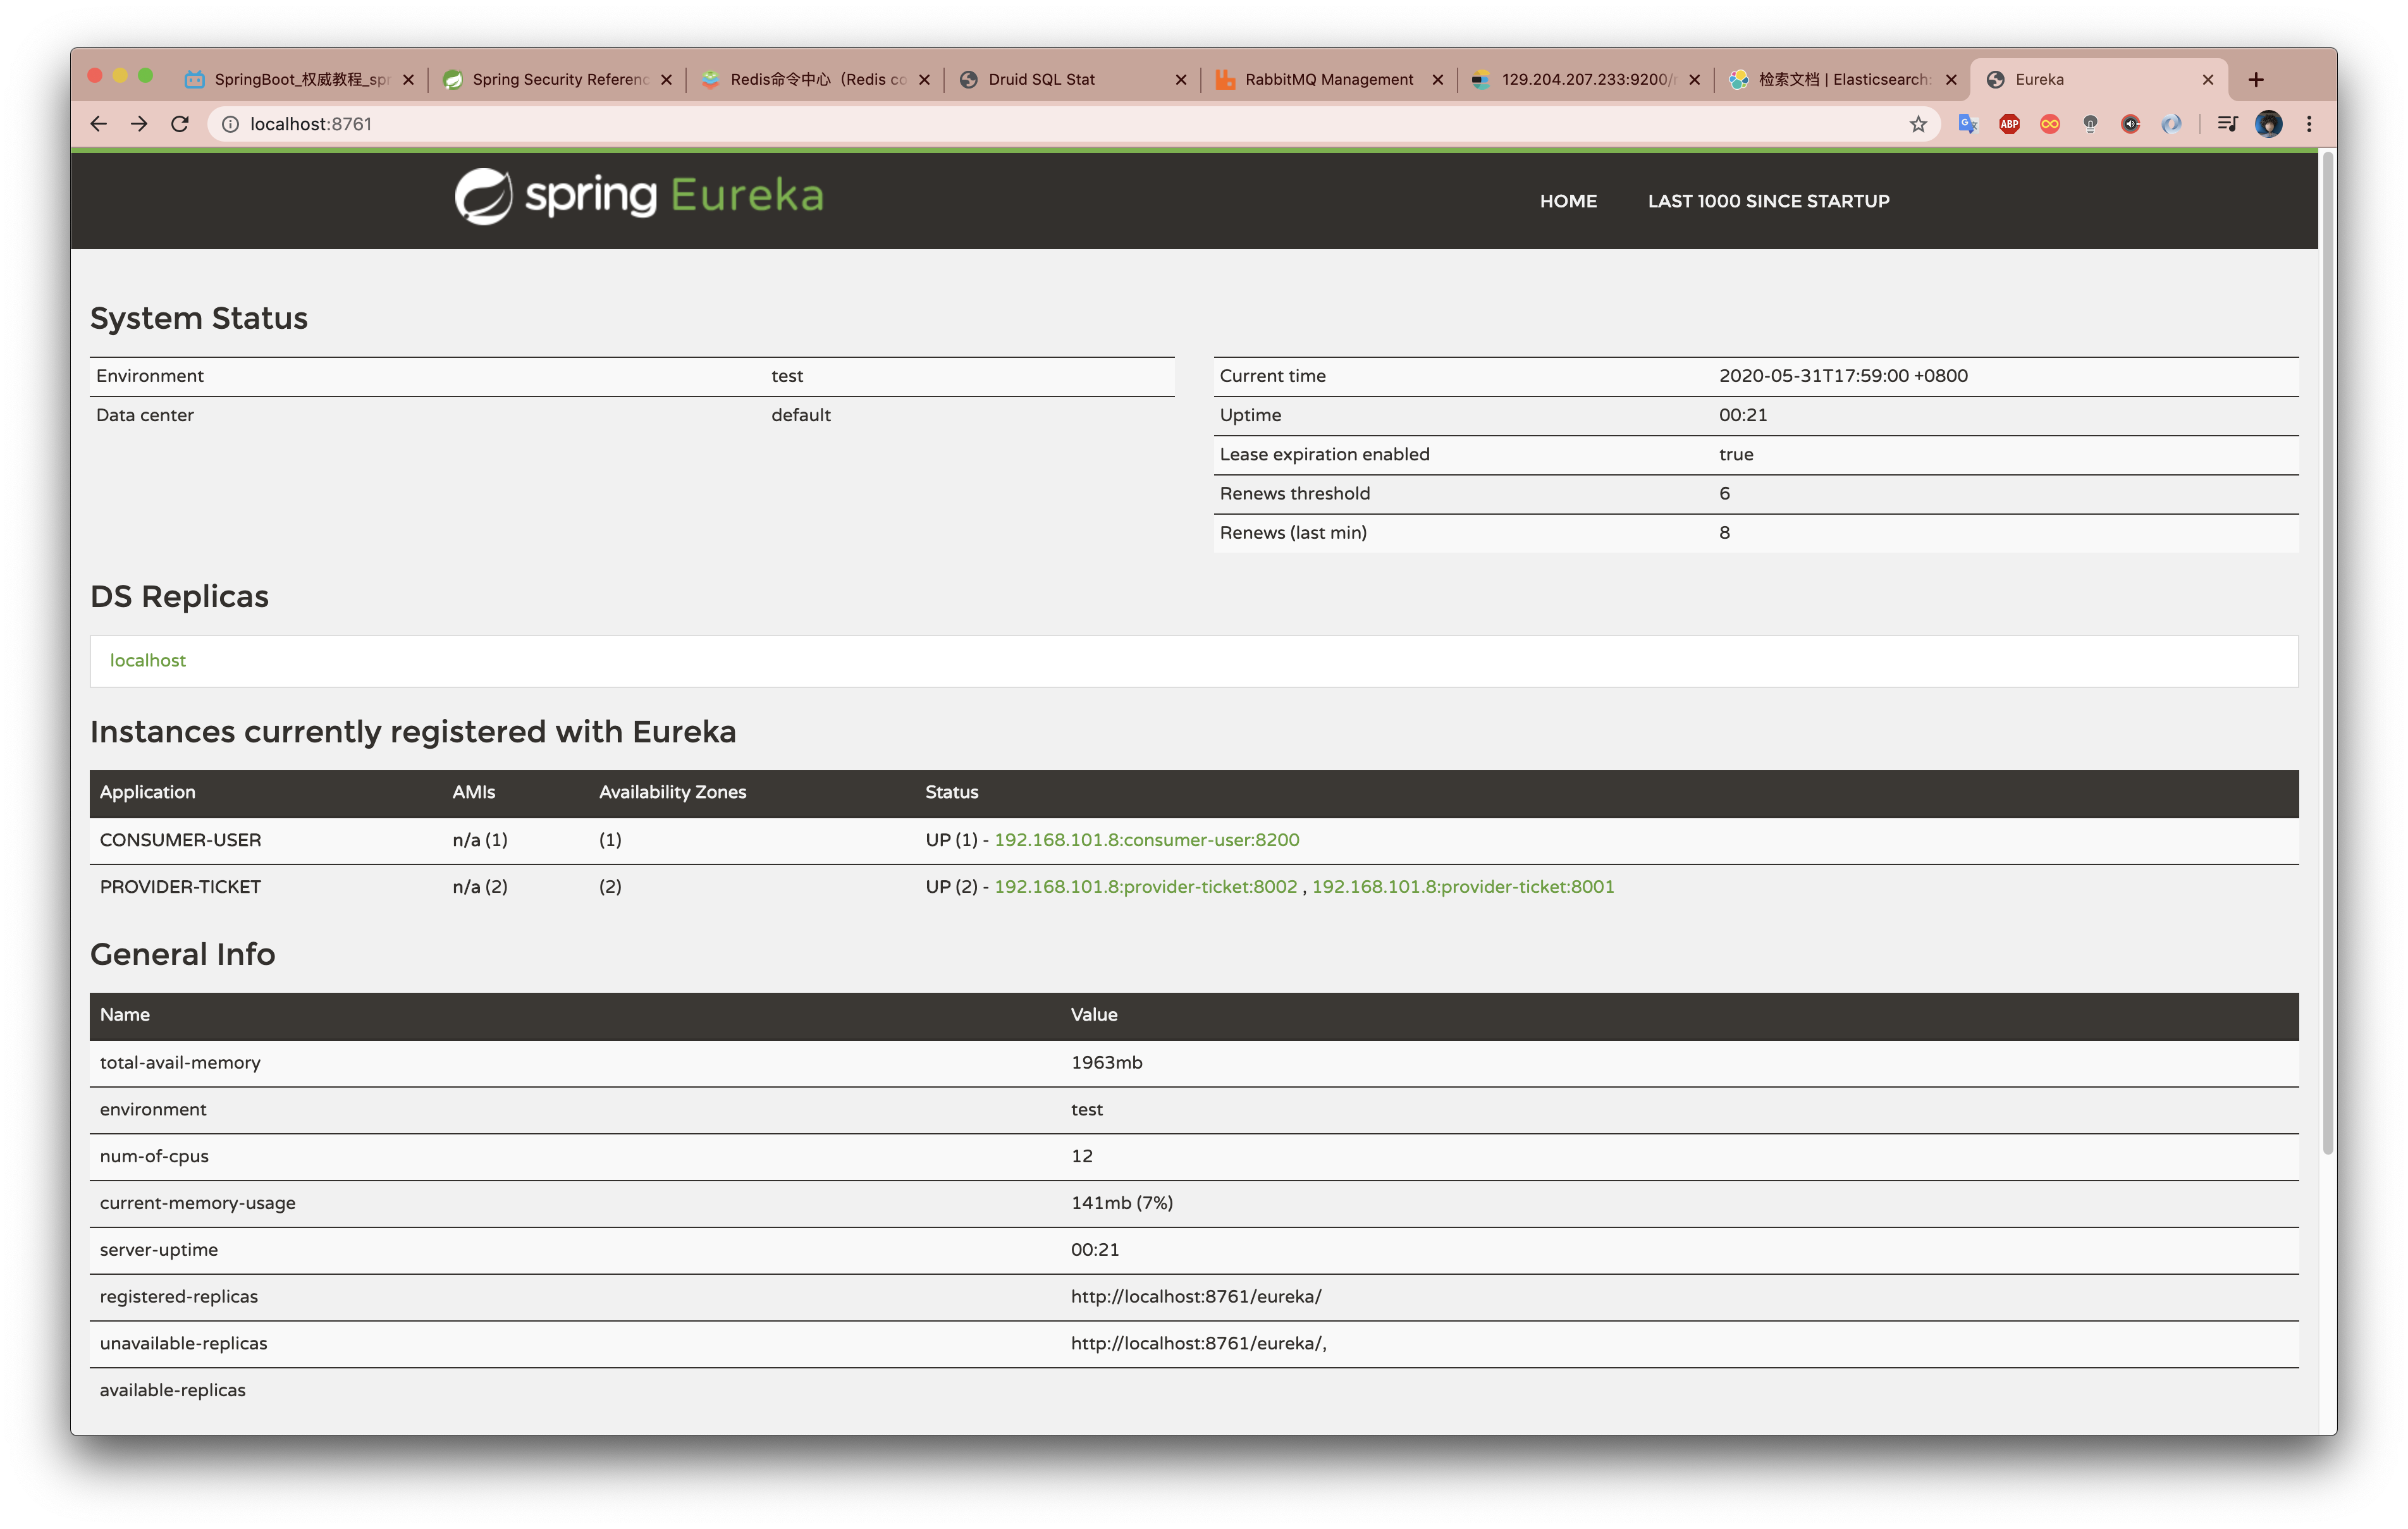 SpringBoot_权威教程_spr
Spring Security Referenc
Redis命令中心（Redis co
Druid SQL Stat
RabbitMQ Management
129.204.207.233:9200/
检索文档 | Elasticsearch:
Eureka
localhost:8761
ABP
spring Eureka
HOME
LAST 1000 SINCE STARTUP
System Status
Environment test
Data center default
Current time 2020-05-31T17:59:00 +0800
Uptime 00:21
Lease expiration enabled true
Renews threshold 6
Renews (last min) 8
DS Replicas
localhost
Instances currently registered with Eureka
Application AMIs Availability Zones Status
CONSUMER-USER n/a (1) (1) UP (1) - 192.168.101.8:consumer-user:8200
PROVIDER-TICKET n/a (2) (2) UP (2) - 192.168.101.8:provider-ticket:8002 , 192.168.101.8:provider-ticket:8001
General Info
Name Value
total-avail-memory 1963mb
environment test
num-of-cpus 12
current-memory-usage 141mb (7%)
server-uptime 00:21
registered-replicas http://localhost:8761/eureka/
unavailable-replicas http://localhost:8761/eureka/,
available-replicas